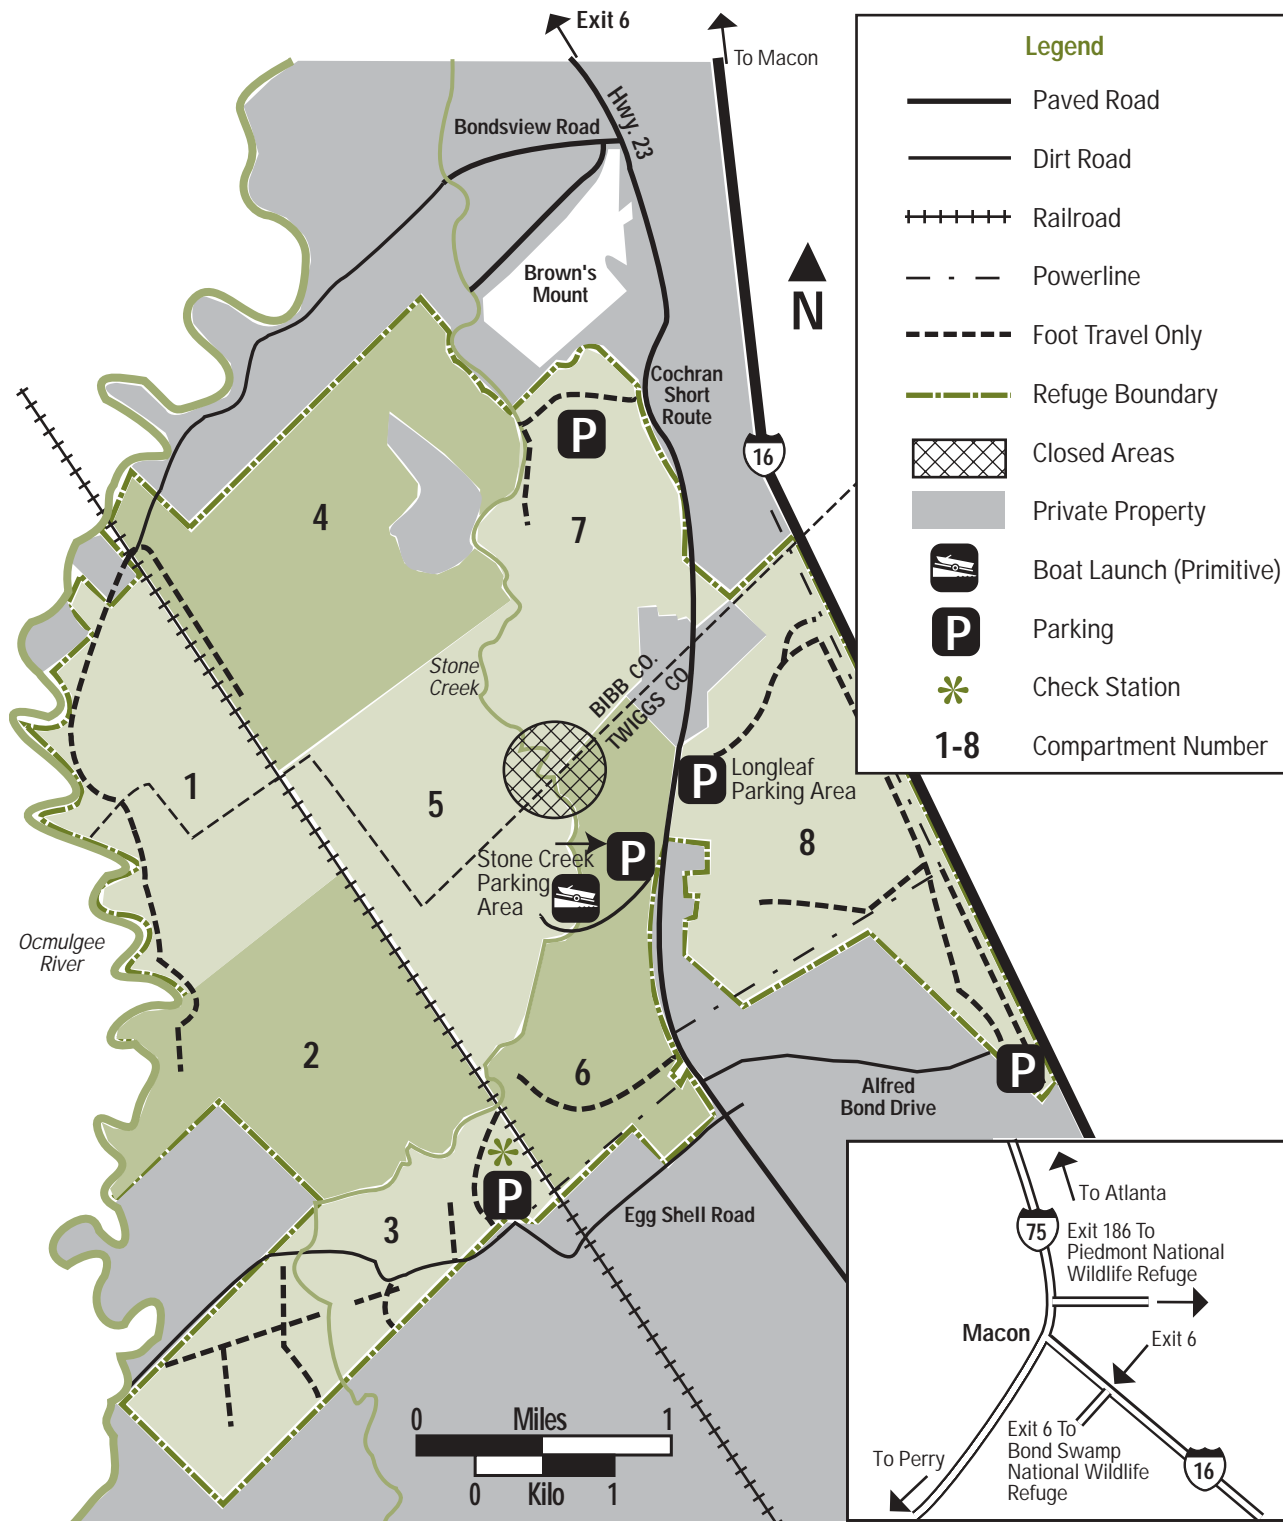 Exit 6
To Macon
Hwy. 23
Bondsview Road
Brown's
Mount
N
Cochran
Short
Route
P
16
4
7
Stone
Creek
BIBB CO.
TWIGGS CO.
1
5
P
Longleaf
Parking Area
8
P
Stone Creek
Parking
Area
Ocmulgee
River
2
6
P
Alfred
Bond Drive
3
P
Egg Shell Road
0
Miles
1
0
Kilo
1
Legend
Paved Road
Dirt Road
Railroad
Powerline
Foot Travel Only
Refuge Boundary
Closed Areas
Private Property
Boat Launch (Primitive)
P
Parking
Check Station
1-8
Compartment Number
To Atlanta
75
Exit 186 To
Piedmont National
Wildlife Refuge
Macon
Exit 6
To Perry
Exit 6 To
Bond Swamp
National Wildlife
Refuge
16